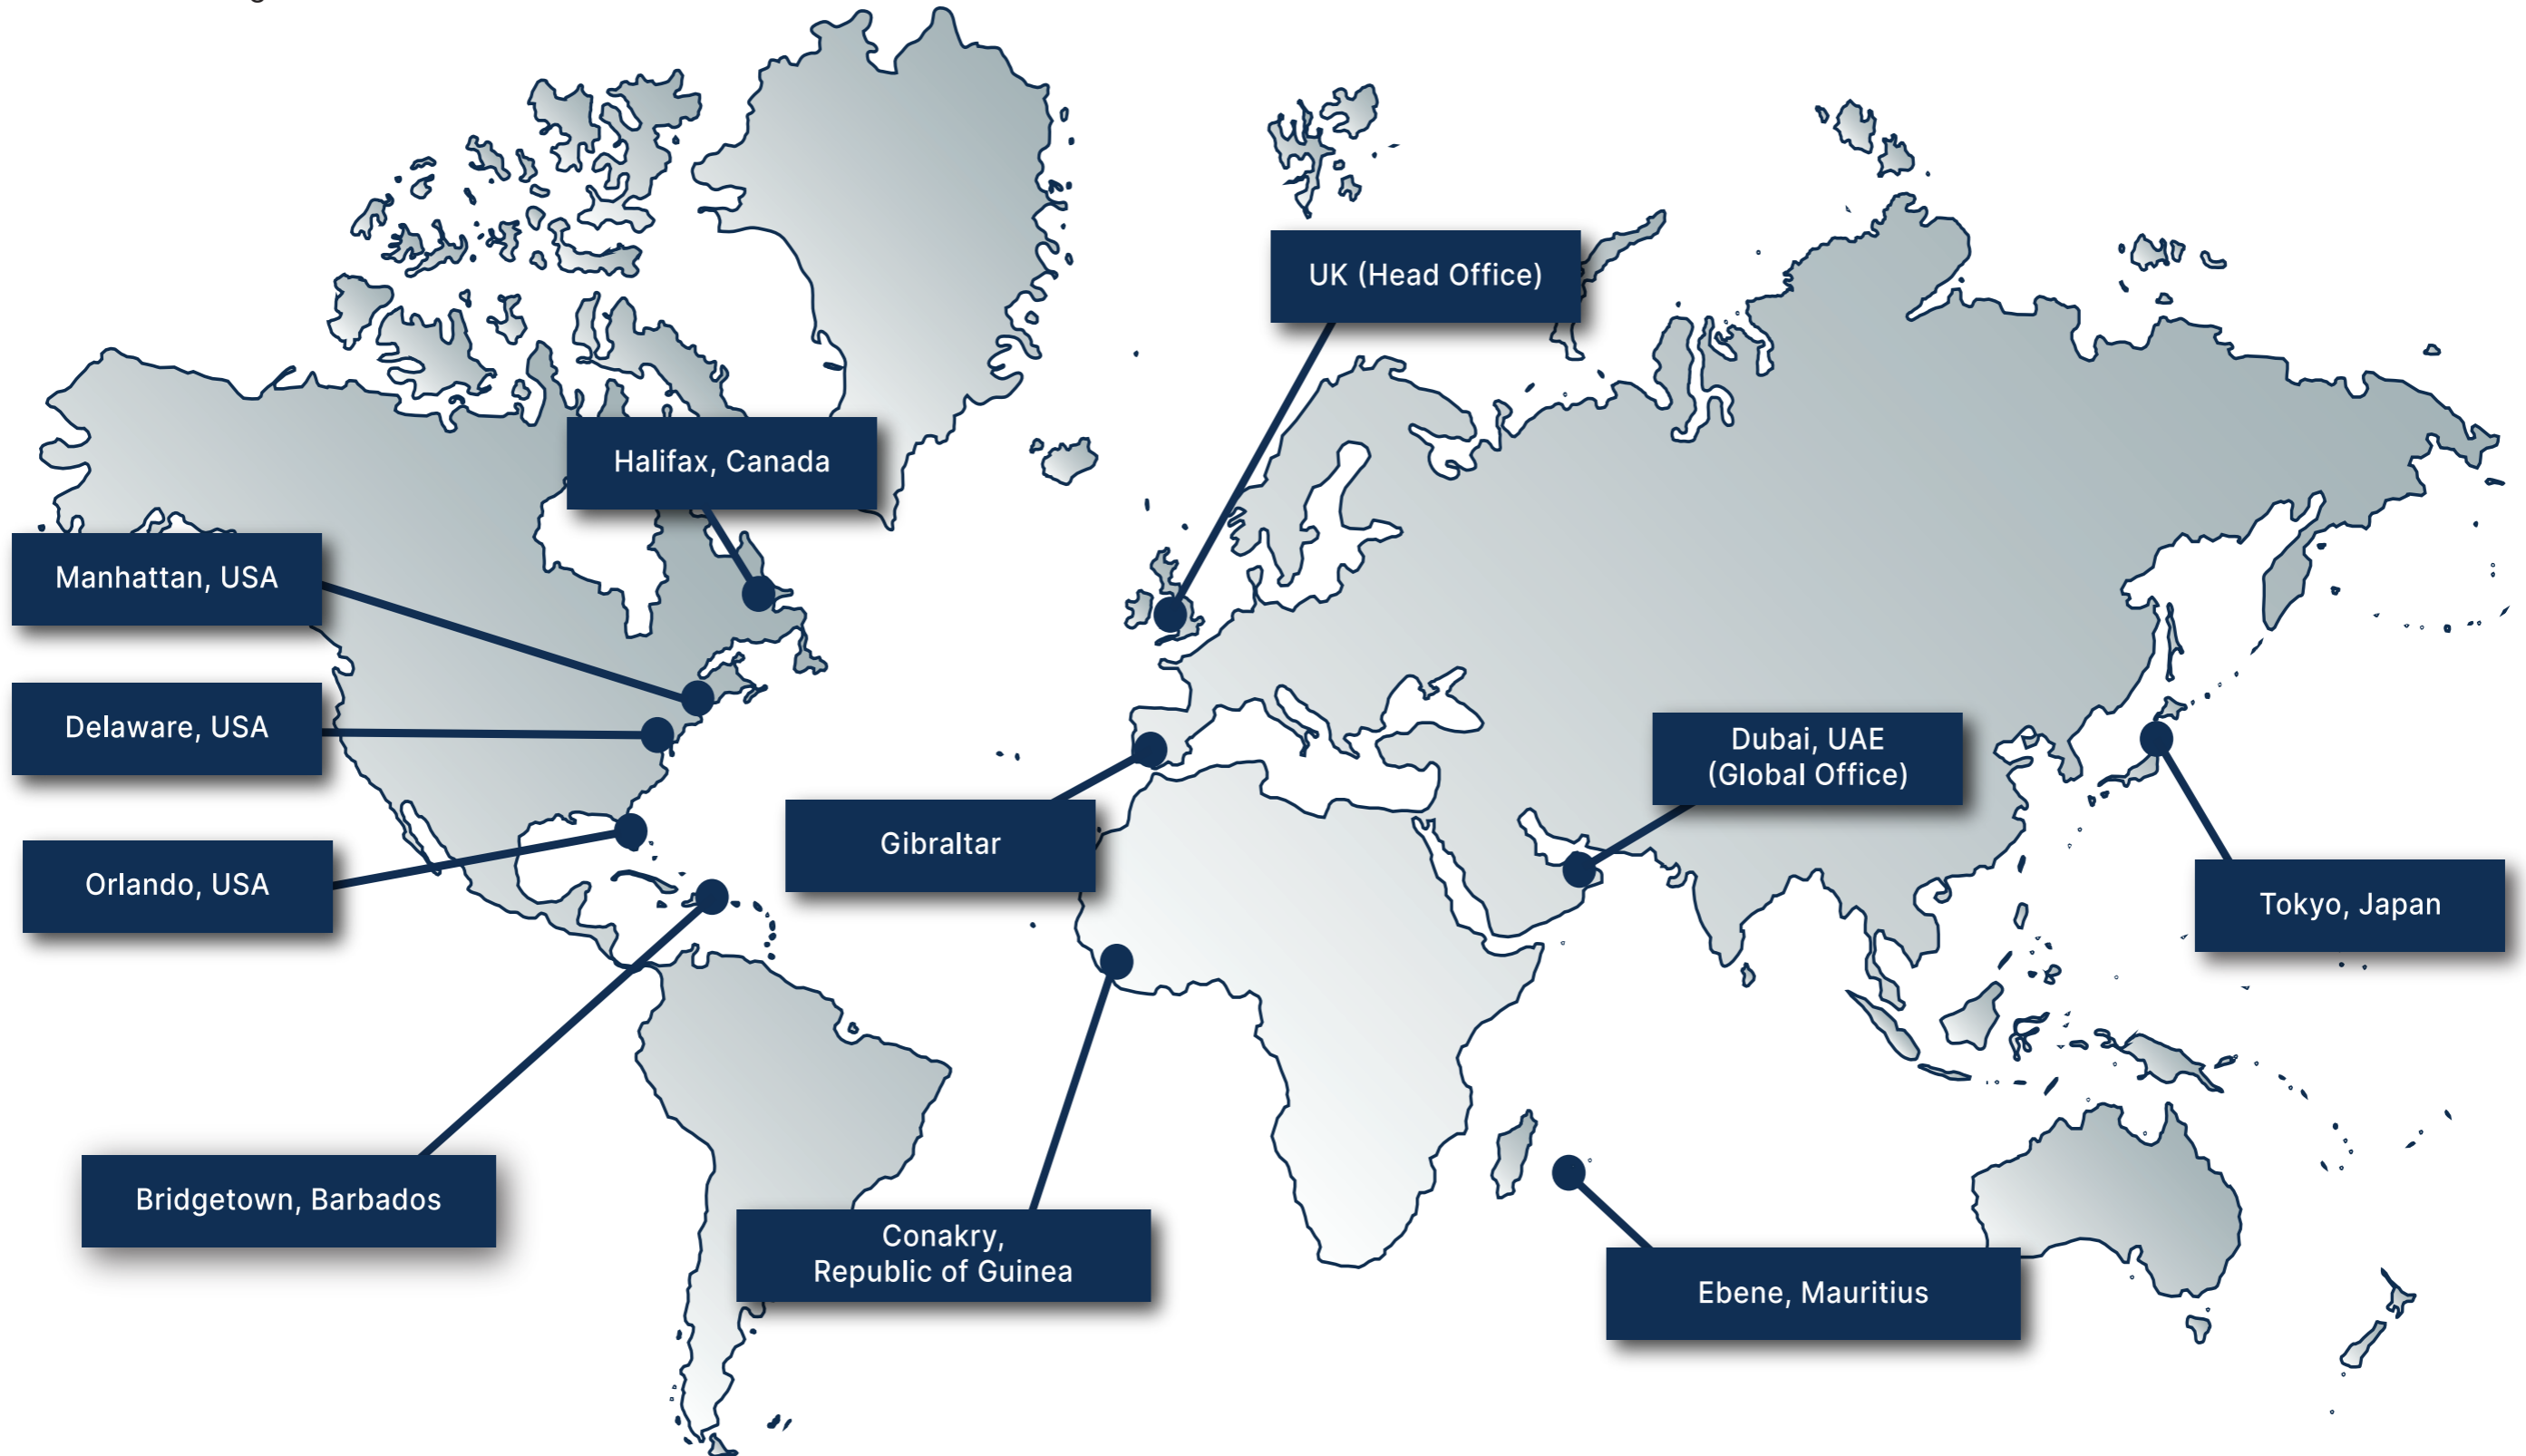 UK (Head Office)
Halifax, Canada
Manhattan, USA
Delaware, USA
Dubai, UAE
(Global Office)
Gibraltar
Orlando, USA
Tokyo, Japan
Bridgetown, Barbados
Conakry,
Republic of Guinea
Ebene, Mauritius